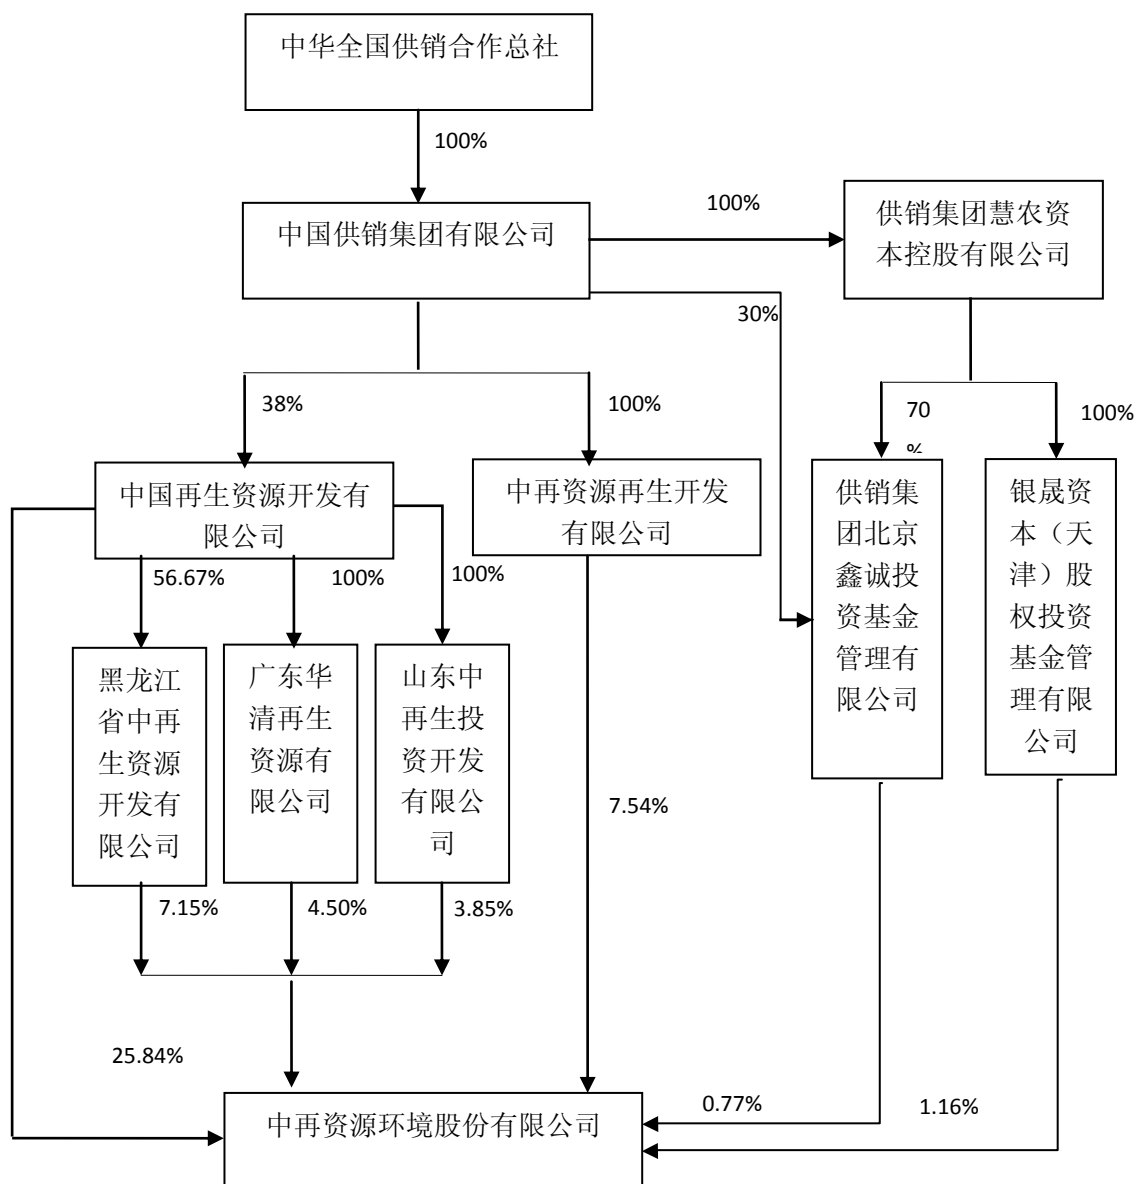 中华全国供销合作总社
100%
中国供销集团有限公司
100%
供销集团慧农资
本控股有限公司
30%
38%
100%
70
%
100%
中国再生资源开发有
限公司
中再资源再生开发
有限公司
供销集
团北京
鑫诚投
资基金
管理有
限公司
银晟资
本（天
津）股
权投资
基金管
理有限
公司
56.67%
100%
100%
黑龙江
省中再
生资源
开发有
限公司
广东华
清再生
资源有
限公司
山东中
再生投
资开发
有限公
司
7.54%
7.15%
4.50%
3.85%
25.84%
0.77%
1.16%
中再资源环境股份有限公司